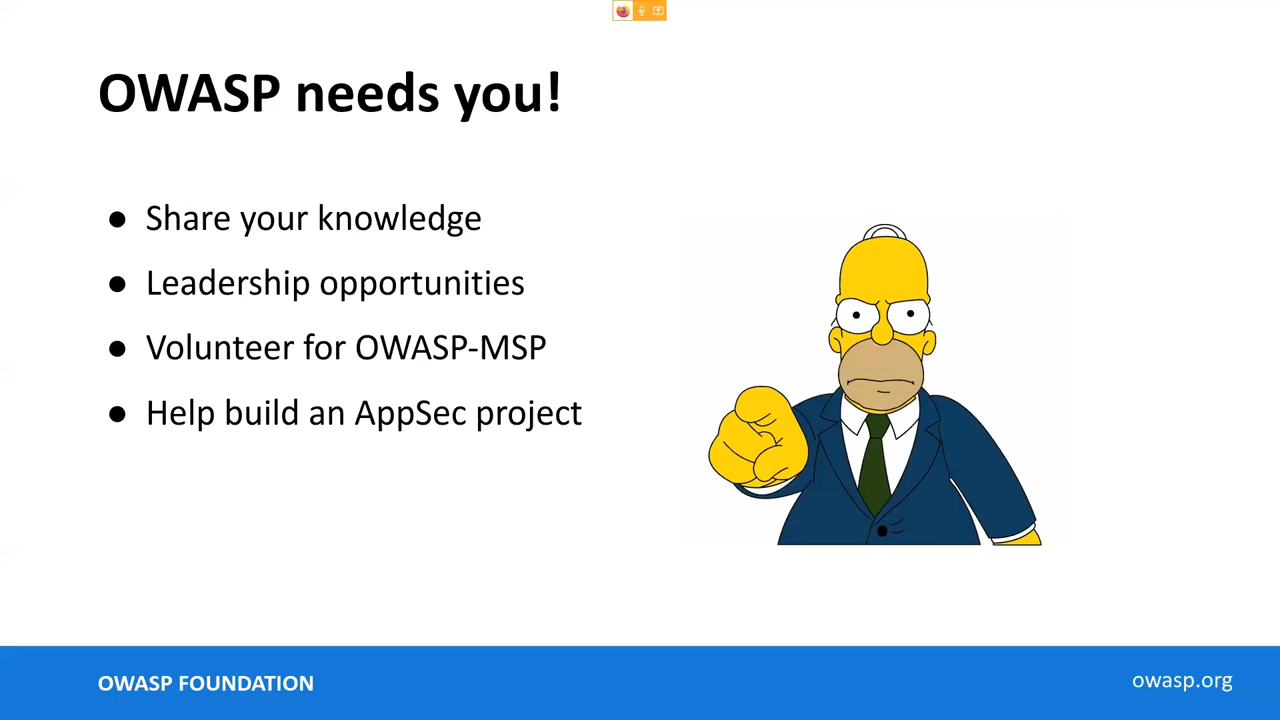 OWASP needs you!
● Share your knowledge
● Leadership opportunities
● Volunteer for OWASP-MSP
● Help build an AppSec project
OWASP FOUNDATION
owasp.org